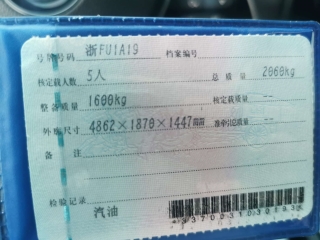 号牌号码 浙FU1A19 档案编号
核定载人数 5人 总质量 2060kg
整备质量 1600kg 核定载质量 --
外廓尺寸 4862×1870×1447mm 准牵引总质量 --
备注
检验记录
汽油